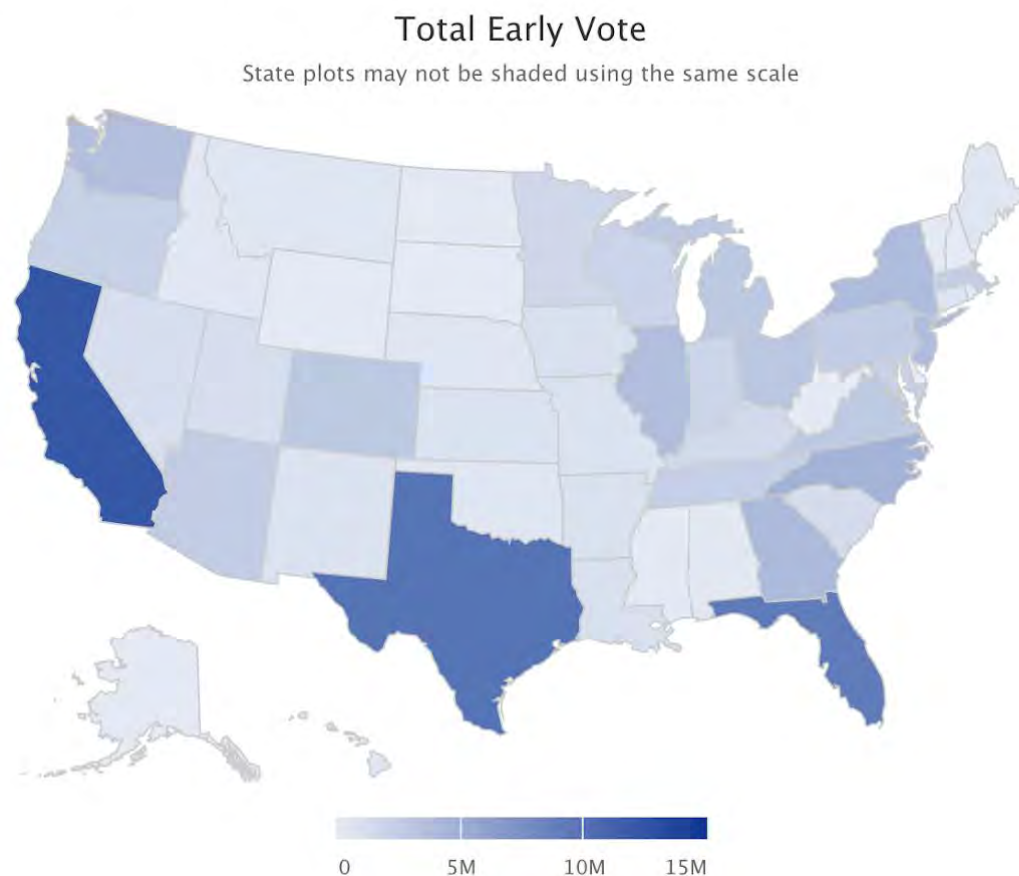 Total Early Vote
State plots may not be shaded using the same scale
0 5M 10M 15M